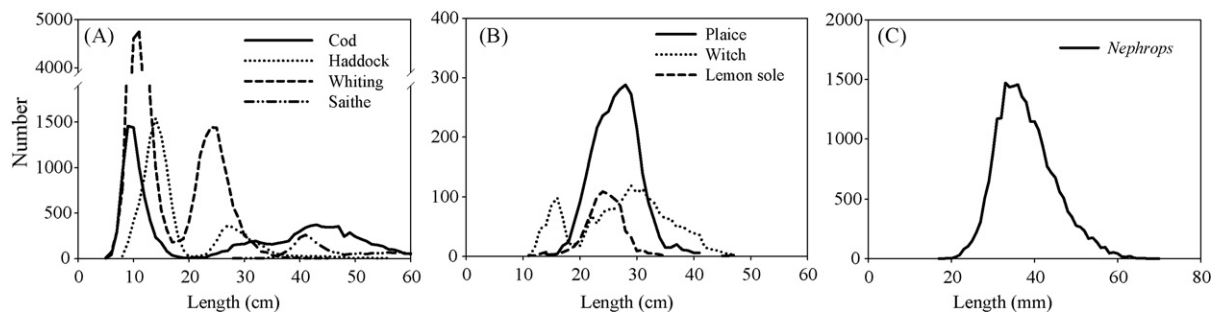 (A)
Cod
Haddock
Whiting
Saithe
Number
5000
4000
1500
1000
500
0
0 10 20 30 40 50 60
Length (cm)
(B)
Plaice
Witch
Lemon sole
400
300
200
100
0
0 10 20 30 40 50 60
Length (cm)
(C)
Nephrops
2000
1500
1000
500
0
0 20 40 60 80
Length (mm)